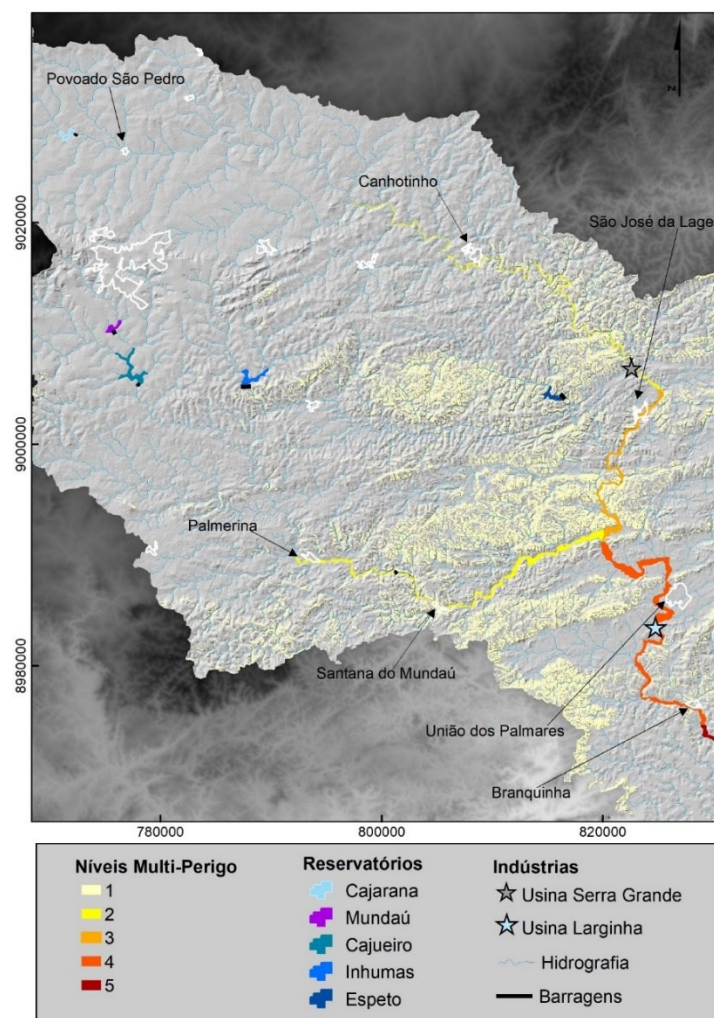 Povoado São Pedro
N
Canhotinho
São José da Lage
9020000
9000000
Palmerina
8980000
Santana do Mundaú
União dos Palmares
Branquinha
780000
800000
820000
Níveis Multi-Perigo
1
2
3
4
5
Reservatórios
Cajarana
Mundaú
Cajueiro
Inhumas
Espeto
Indústrias
Usina Serra Grande
Usina Larginha
Hidrografia
Barragens